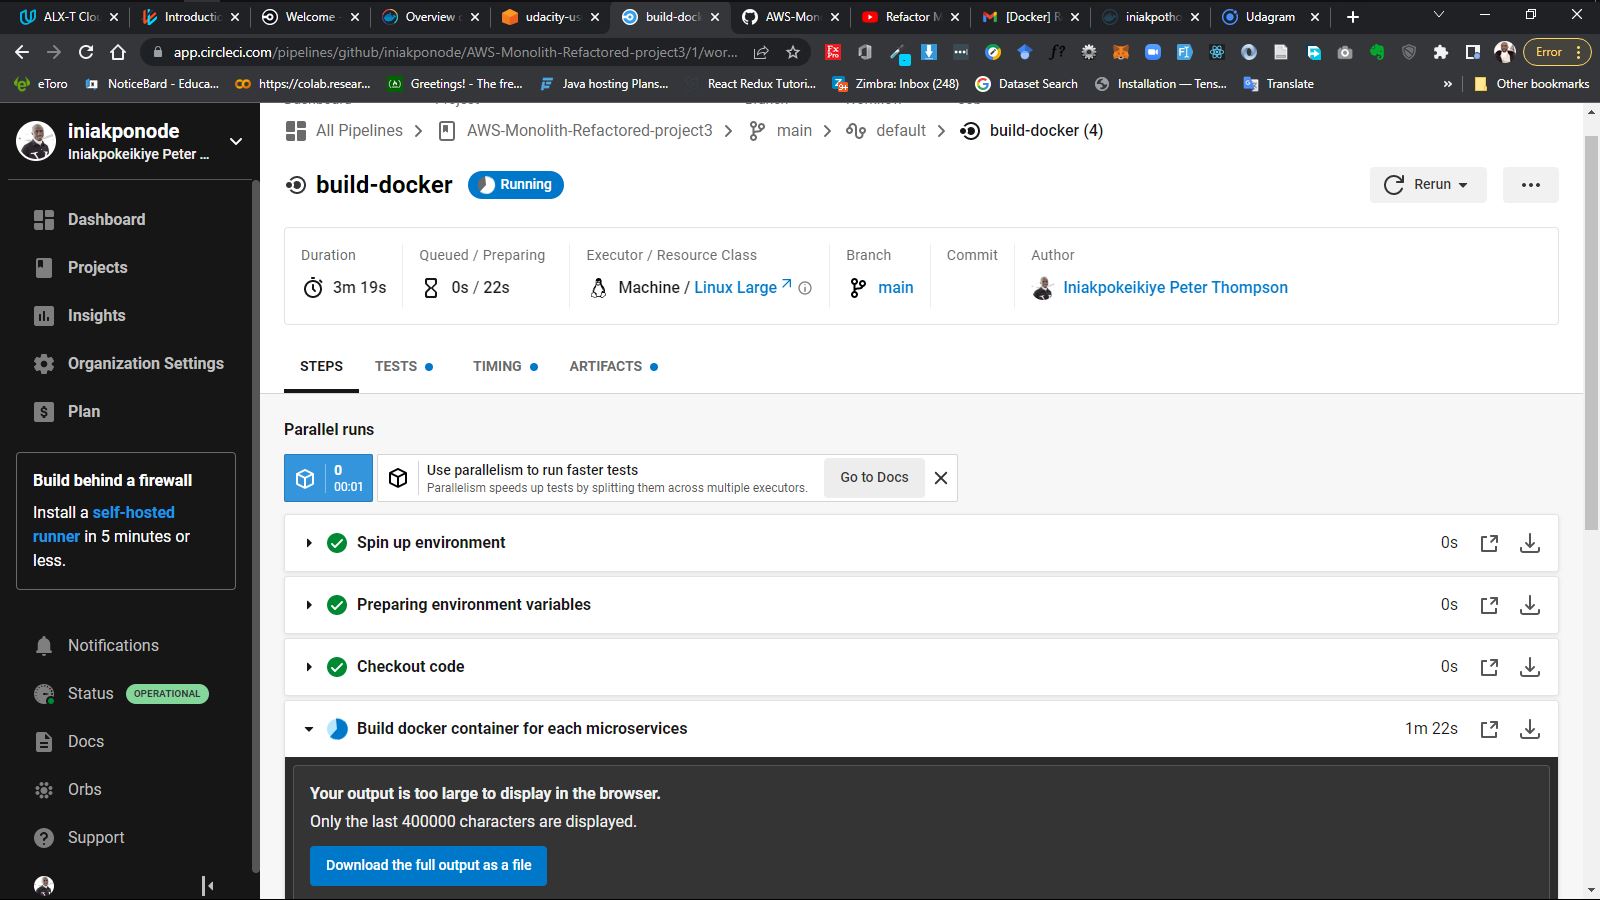 ALX-T Clou
Introductio
Welcome -
Overview o
udacity-us
build-dock
AWS-Mono
Refactor M
[Docker] R
iniakpotho
Udagram
app.circleci.com/pipelines/github/iniakponode/AWS-Monolith-Refactored-project3/1/wor...
Error
eToro
NoticeBard - Educa...
https://colab.resear...
Greetings! - The fre...
Java hosting Plans...
React Redux Tutori...
Zimbra: Inbox (248)
Dataset Search
Installation — Tens...
Translate
»
Other bookmarks
iniakponode
Iniakpokeikiye Peter ...
Dashboard
Projects
Insights
Organization Settings
Plan
Build behind a firewall
Install a self-hosted
runner in 5 minutes or
less.
Notifications
Status OPERATIONAL
Docs
Orbs
Support
All Pipelines
AWS-Monolith-Refactored-project3
main
default
build-docker (4)
build-docker
Running
Rerun
Duration
3m 19s
Queued / Preparing
0s / 22s
Executor / Resource Class
Machine / Linux Large
Branch
main
Commit
Author
Iniakpokeikiye Peter Thompson
STEPS
TESTS
TIMING
ARTIFACTS
Parallel runs
0
00:01
Use parallelism to run faster tests
Parallelism speeds up tests by splitting them across multiple executors.
Go to Docs
Spin up environment
0s
Preparing environment variables
0s
Checkout code
0s
Build docker container for each microservices
1m 22s
Your output is too large to display in the browser.
Only the last 400000 characters are displayed.
Download the full output as a file